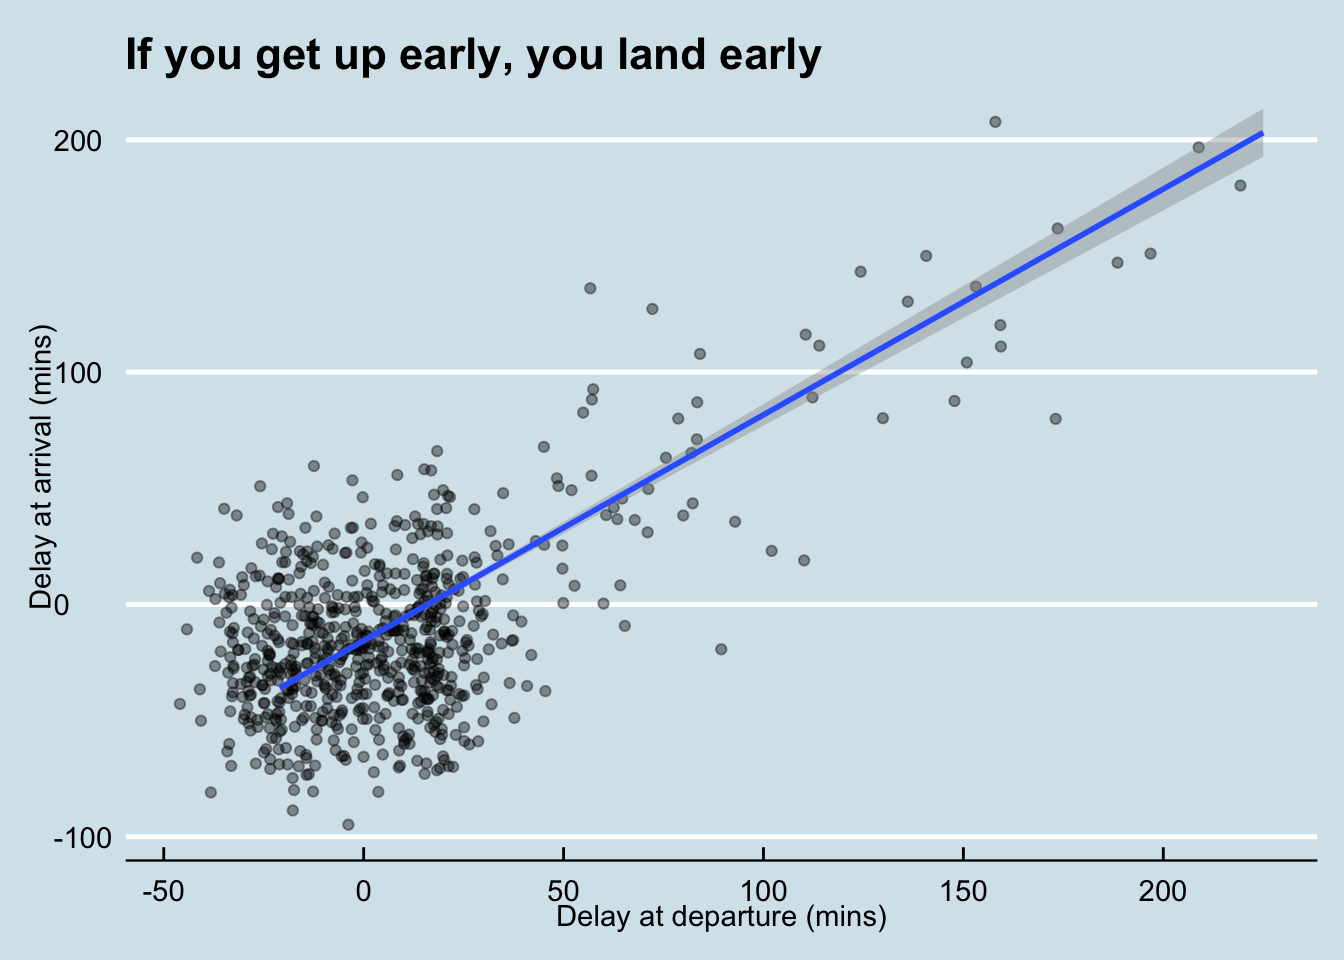 If you get up early, you land early
Delay at arrival (mins)
200
100
0
-100
-50 0 50 100 150 200
Delay at departure (mins)